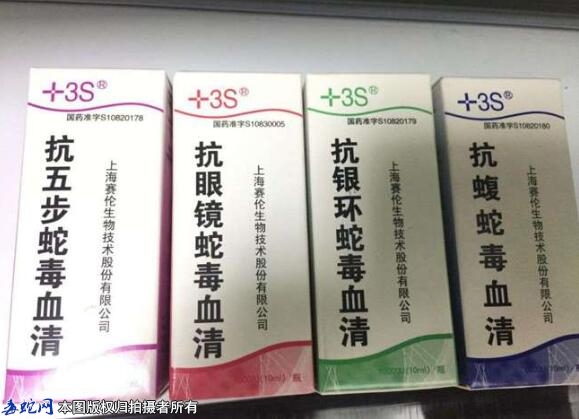 +3S®
国药准字S10820178
抗五步蛇毒血清
上海赛伦生物技术股份有限公司
+3S®
国药准字S10830005
抗眼镜蛇毒血清
上海赛伦生物技术股份有限公司
+3S®
国药准字S10820179
抗银环蛇毒血清
上海赛伦生物技术股份有限公司
(10ml) 瓶
+3S®
国药准字S10820180
抗蝮蛇毒血清
上海赛伦生物技术股份有限公司
(10ml) 瓶
毒蛇网 本图版权归拍摄者所有